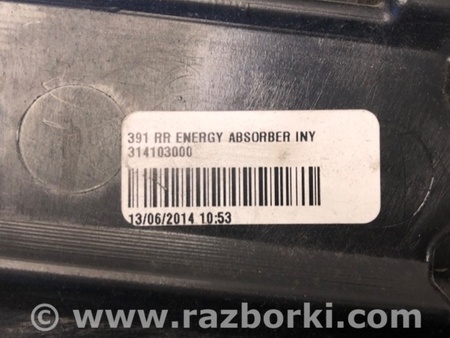 391 RR ENERGY ABSORBER INY
314103000
13/06/2014 10:53
© www.razborki.com